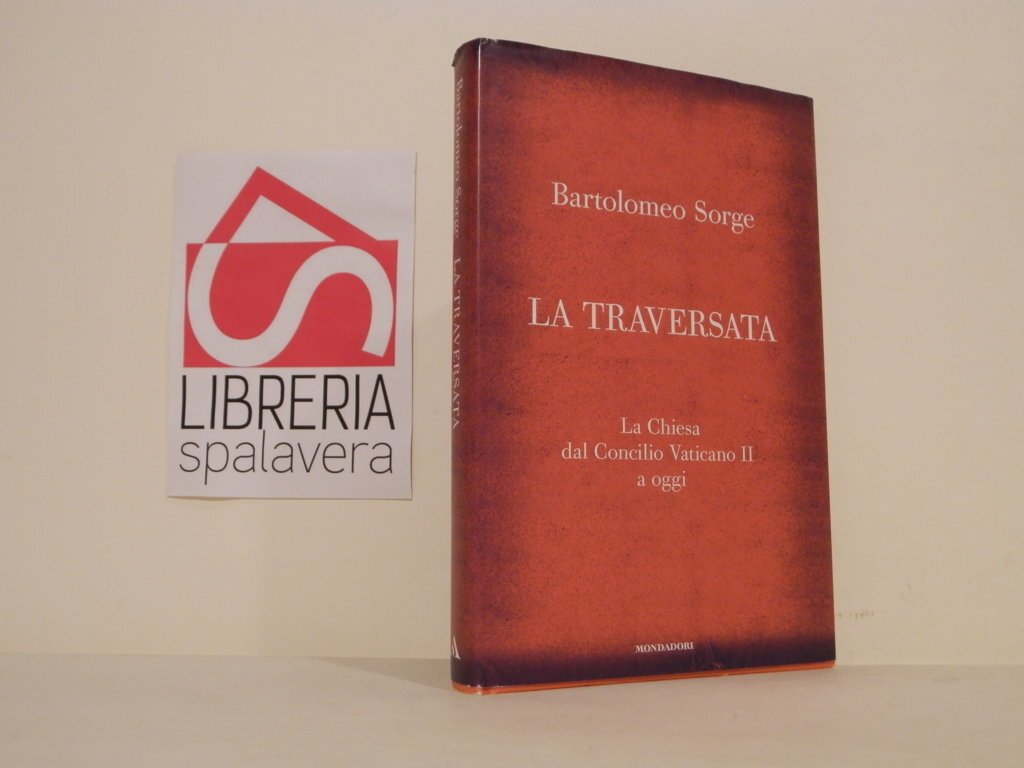 LIBRERIA
spalavera
Bartolomeo Sorge LA TRAVERSATA
Bartolomeo Sorge
LA TRAVERSATA
La Chiesa
dal Concilio Vaticano II
a oggi
MONDADORI